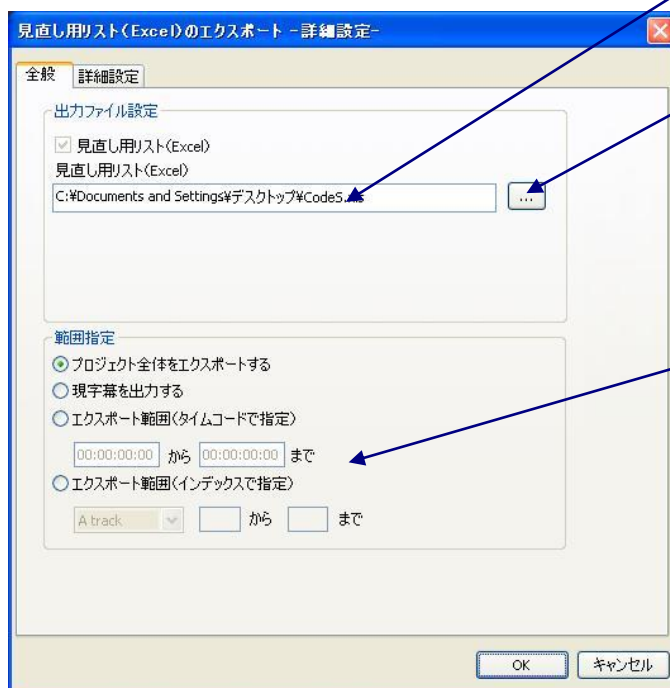 見直し用リスト(Excel)のエクスポート -詳細設定-
全般 詳細設定
出力ファイル設定
見直し用リスト(Excel)
見直し用リスト(Excel)
C:¥Documents and Settings¥デスクトップ¥Code5.
...
範囲指定
プロジェクト全体をエクスポートする
現字幕を出力する
エクスポート範囲(タイムコードで指定)
00:00:00:00 から 00:00:00:00 まで
エクスポート範囲(インデックスで指定)
A track から まで
OK キャンセル